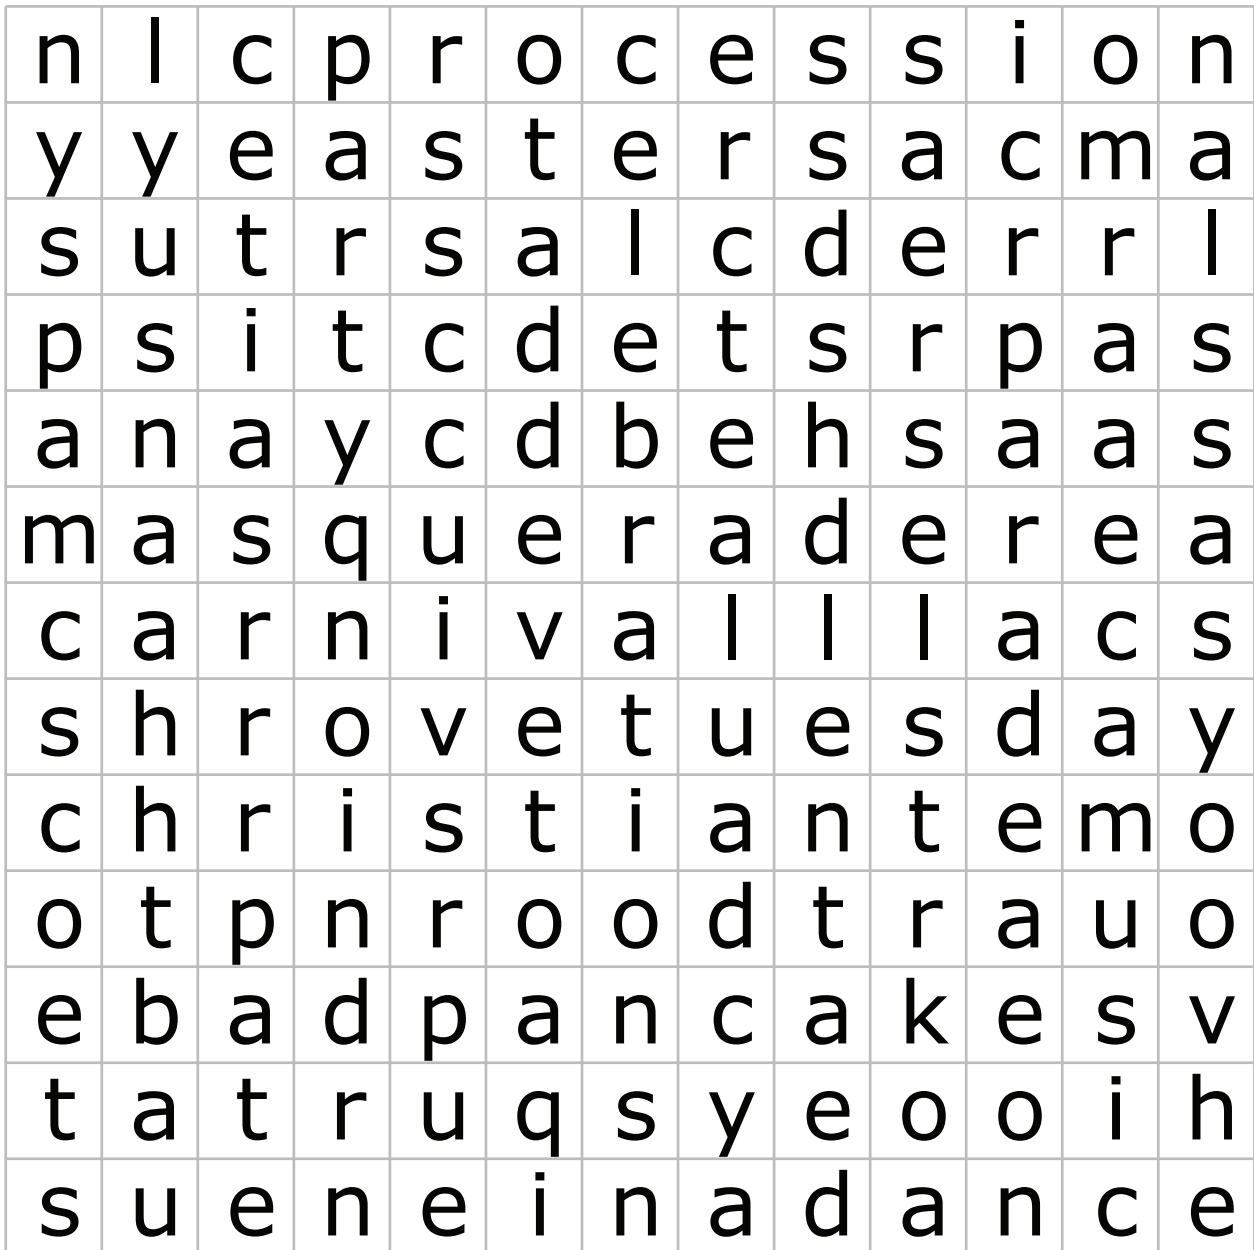 n l c p r o c e s s i o n
y y e a s t e r s a c m a
s u t r s a l c d e r r l
p s i t c d e t s r p a s
a n a y c d b e h s a a s
m a s q u e r a d e r e a
c a r n i v a l l l a c s
s h r o v e t u e s d a y
c h r i s t i a n t e m o
o t p n r o o d t r a u o
e b a d p a n c a k e s v
t a t r u q s y e o o i h
s u e n e i n a d a n c e